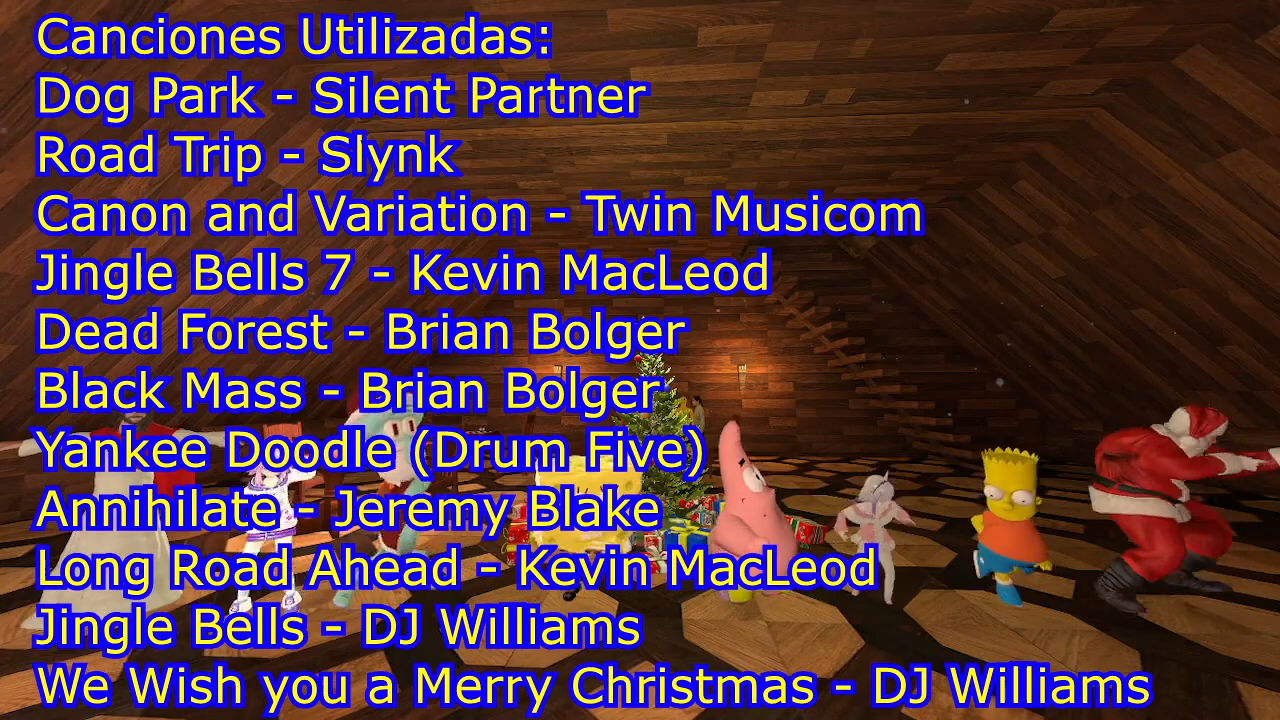 Canciones Utilizadas:
Dog Park - Silent Partner
Road Trip - Slynk
Canon and Variation - Twin Musicom
Jingle Bells 7 - Kevin MacLeod
Dead Forest - Brian Bolger
Black Mass - Brian Bolger
Yankee Doodle (Drum Five)
Annihilate - Jeremy Blake
Long Road Ahead - Kevin MacLeod
Jingle Bells - DJ Williams
We Wish you a Merry Christmas - DJ Williams